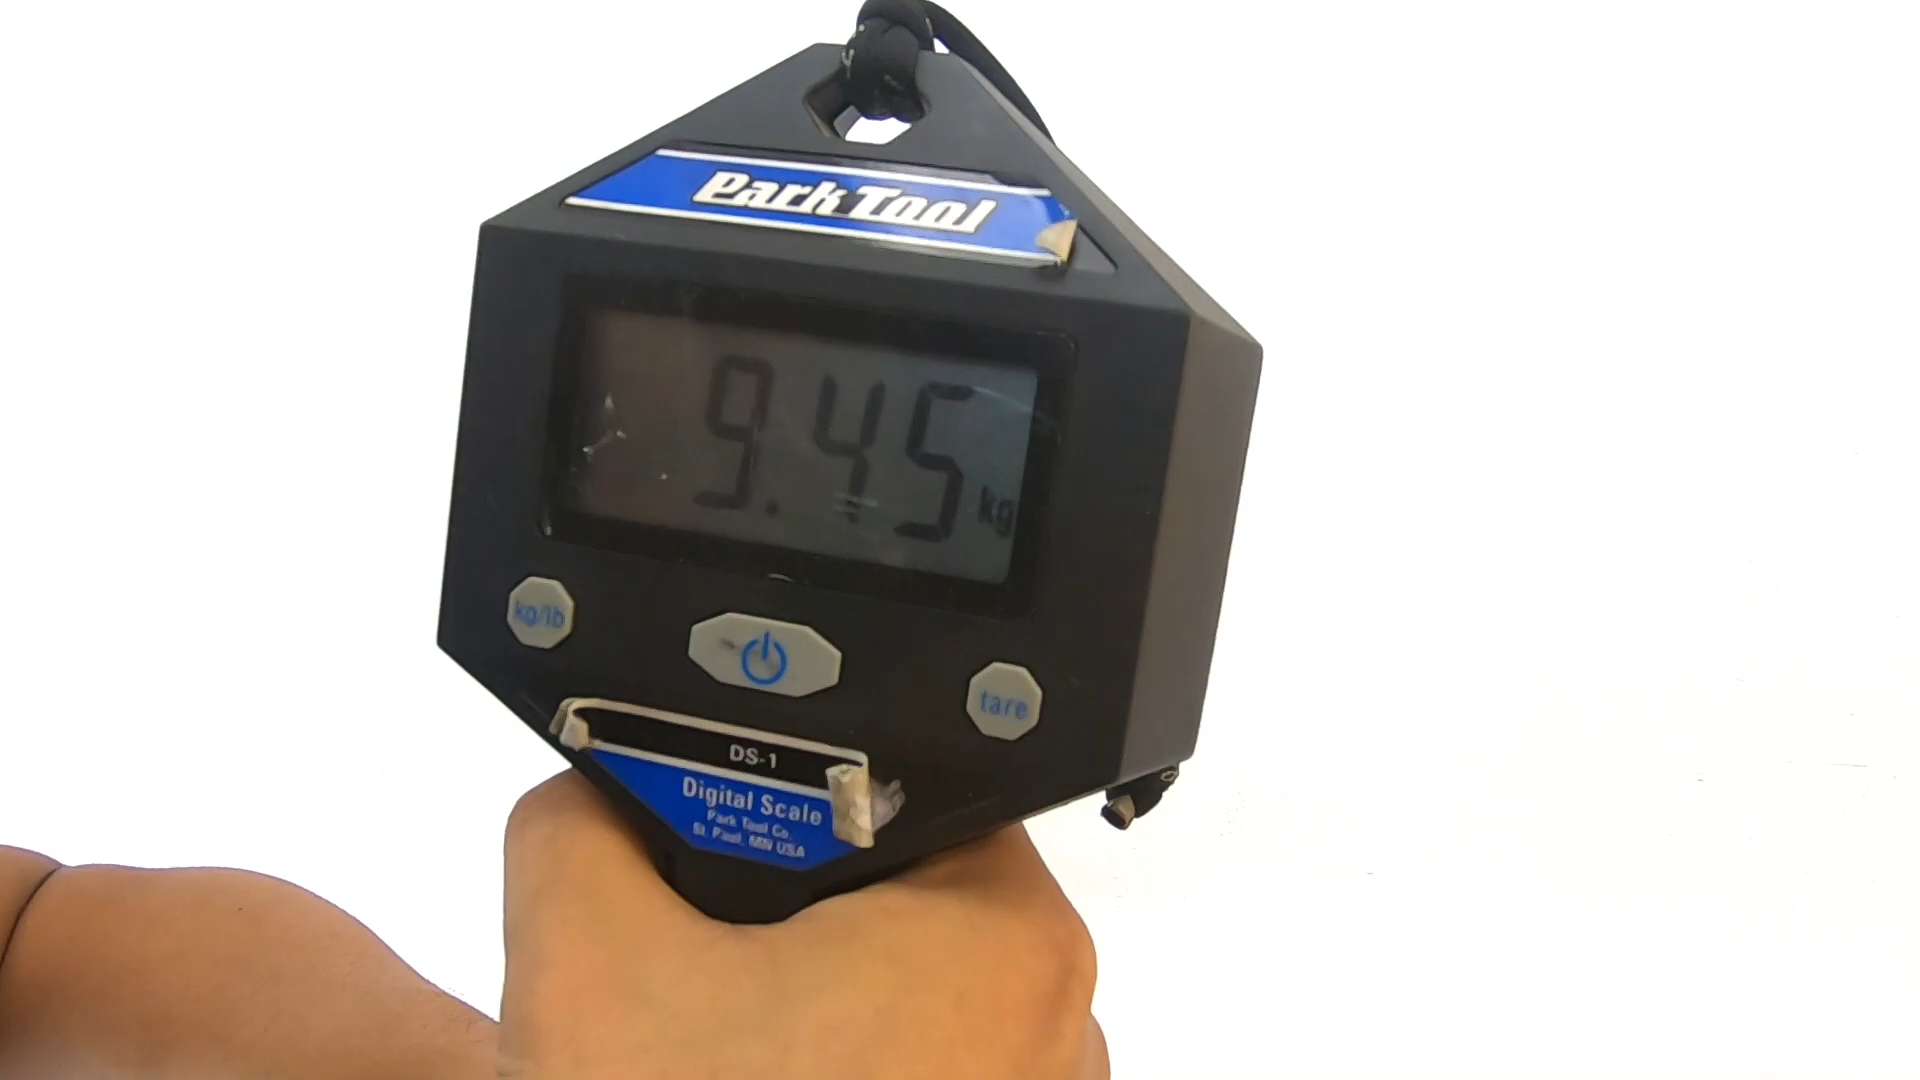 Park Tool
9.45 kg
kg/lb
tare
DS-1
Digital Scale
Park Tool Co.
St. Paul, MN USA